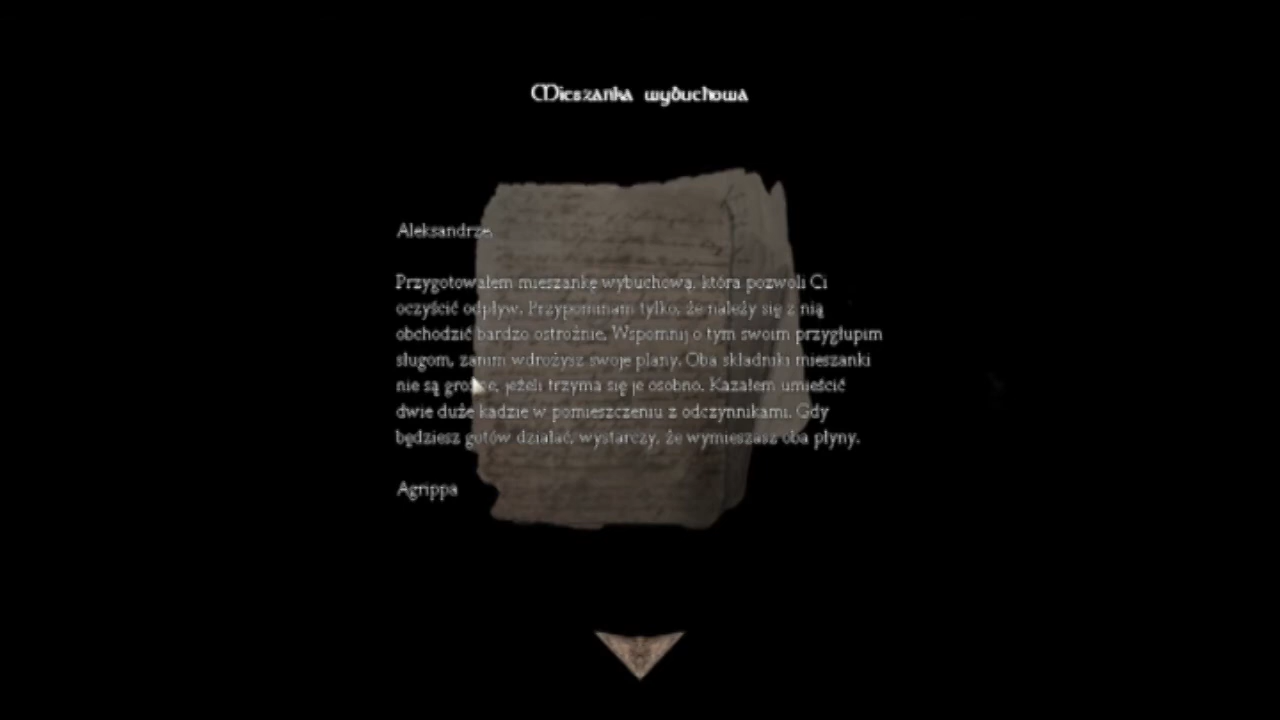 Mieszanka wybuchowa
Aleksandrze,
Przygotowałem mieszankę wybuchową, która pozwoli Ci
oczyścić odpływ. Przypominam tylko, że należy się z nią
obchodzić bardzo ostrożnie. Wspomnij o tym swoim przygłupim
sługom, zanim wdrożysz swoje plany. Oba składniki mieszanki
nie są groźne, jeżeli trzyma się je osobno. Kazałem umieścić
dwie duże kadzie w pomieszczeniu z odczynnikami. Gdy
będziesz gotów działać, wystarczy, że wymieszasz oba płyny.
Agrippa